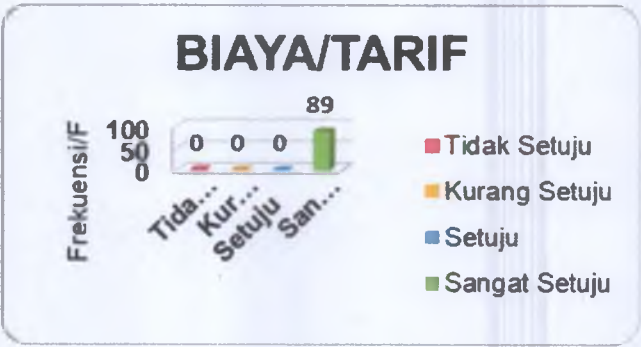 BIAYA/TARIF
89
Frekuensi/F
100
50
0
0 0 0
Tida...
Kur...
Setuju
San...
Tidak Setuju
Kurang Setuju
Setuju
Sangat Setuju